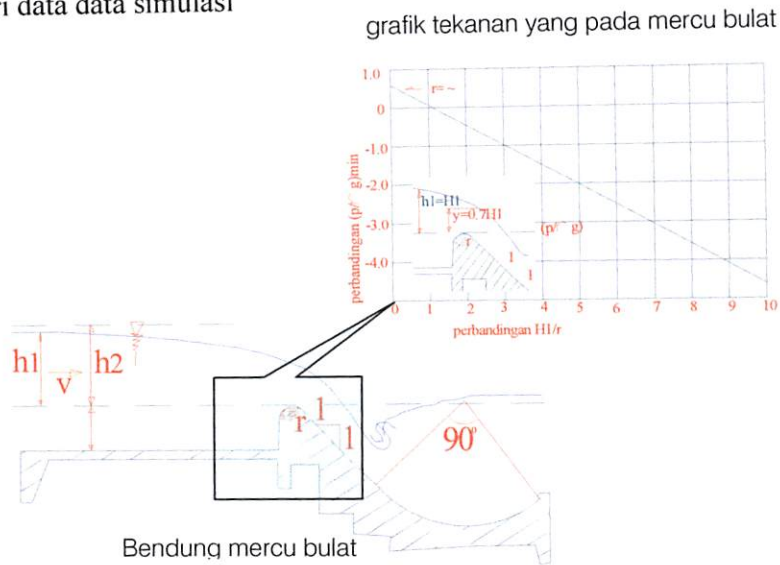 ri data data simulasi
grafik tekanan yang pada mercu bulat
1.0
0
-1.0
-2.0
-3.0
-4.0
perbandingan (p/ g)min
r=
h1=H1
y=0.7H1
(p/ g)
r
1
1
0 1 2 3 4 5 6 7 8 9 10
perbandingan H1/r
h1
v
h2
r
1
1
90°
Bendung mercu bulat